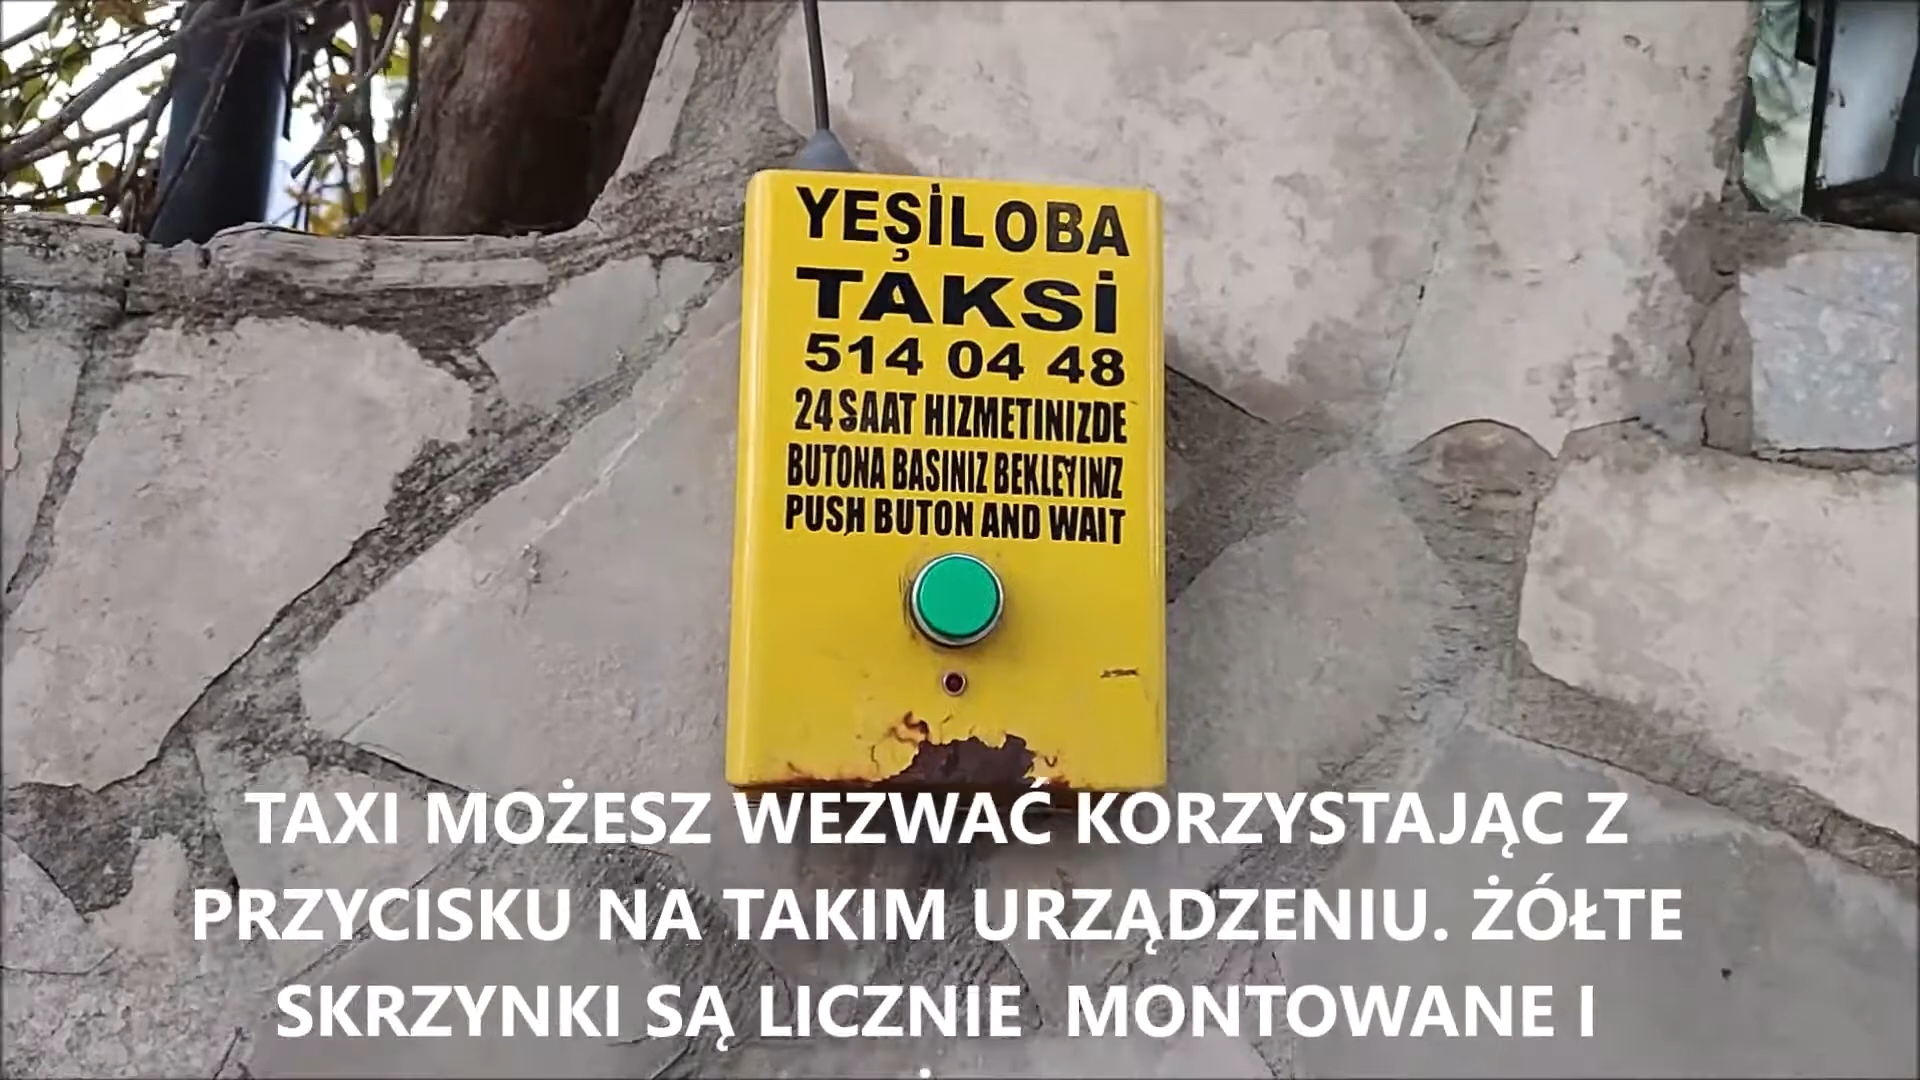 YEŞİLOBA
TAKSİ
514 04 48
24 SAAT HIZMETINIZDE
BUTONA BASINIZ BEKLEYINIZ
PUSH BUTON AND WAIT
TAXI MOŻESZ WEZWAĆ KORZYSTAJĄC Z
PRZYCISKU NA TAKIM URZĄDZENIU. ŻÓŁTE
SKRZYNKI SĄ LICZNIE MONTOWANE I